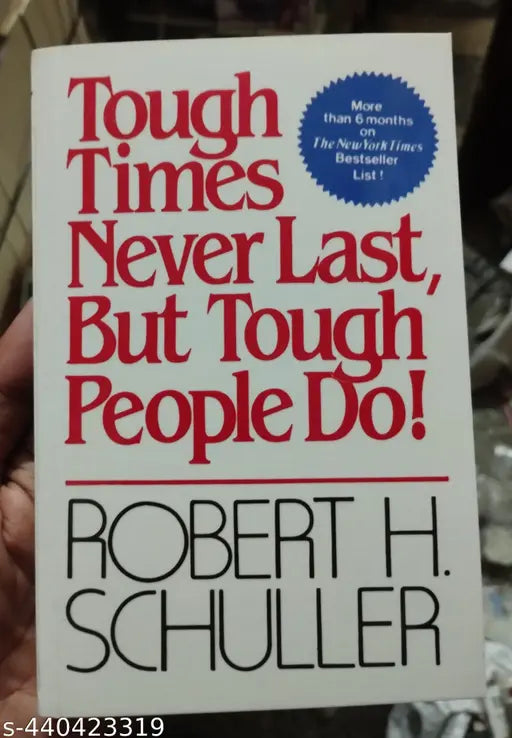 Tough
Times
Never Last,
But Tough
People Do!
More
than 6 months
on
The New York Times
Bestseller
List !
ROBERT H.
SCHULLER
s-440423319